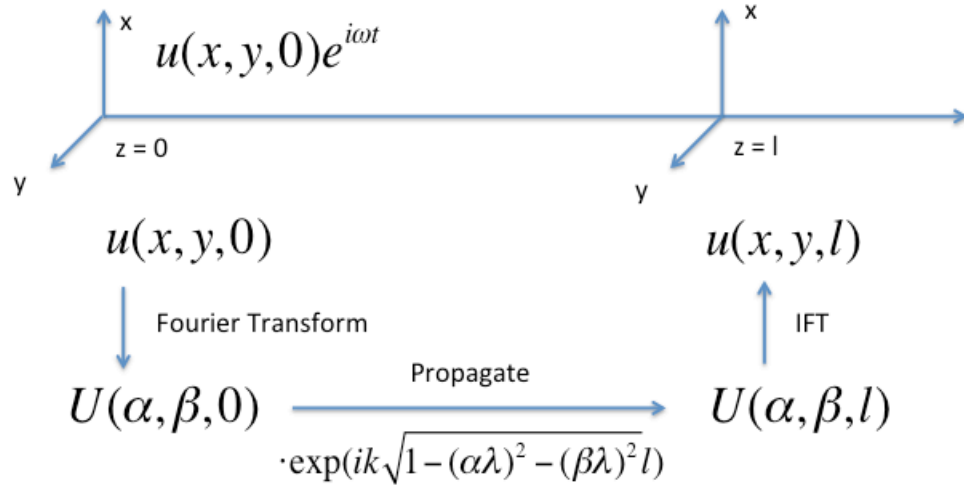 x
u(x,y,0)e^{iωt}
x
z = 0
z = l
y
y
u(x,y,0)
u(x,y,l)
Fourier Transform
IFT
Propagate
U(α,β,0)
U(α,β,l)
·exp(ik√(1−(αλ)²−(βλ)²)l)